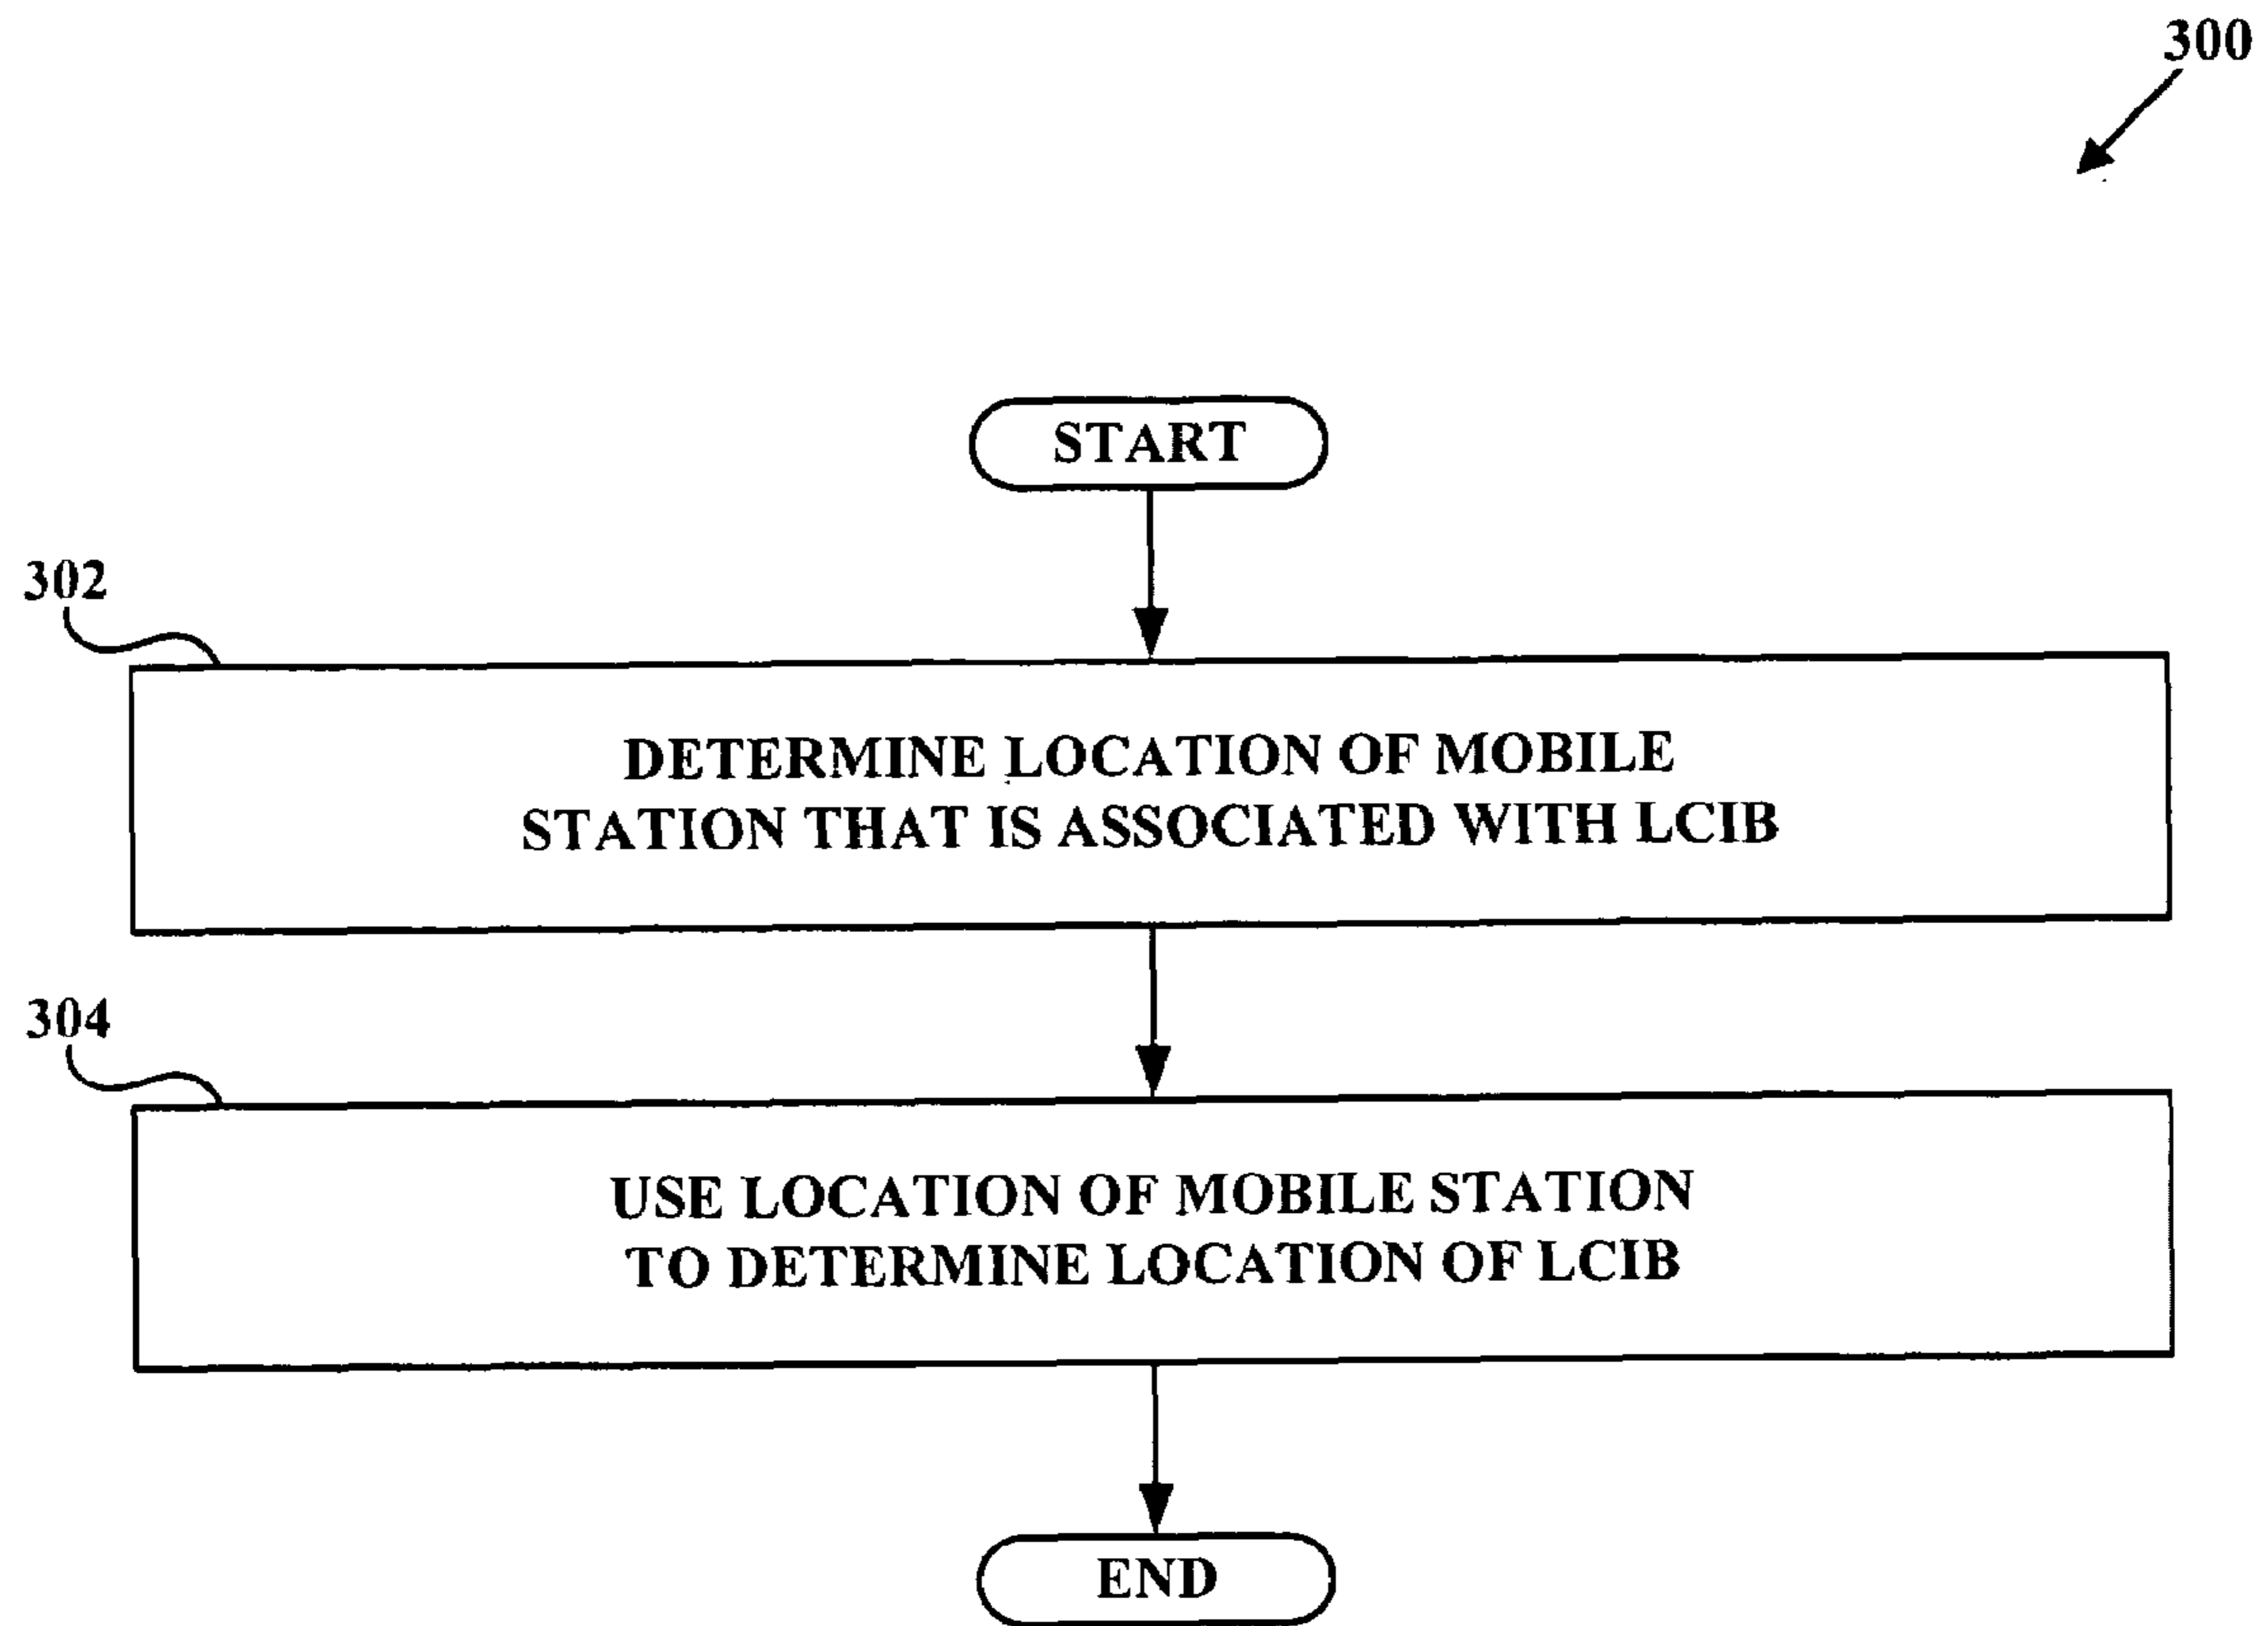 300
START
302
DETERMINE LOCATION OF MOBILE
STATION THAT IS ASSOCIATED WITH LCIB
304
USE LOCATION OF MOBILE STATION
TO DETERMINE LOCATION OF LCIB
END